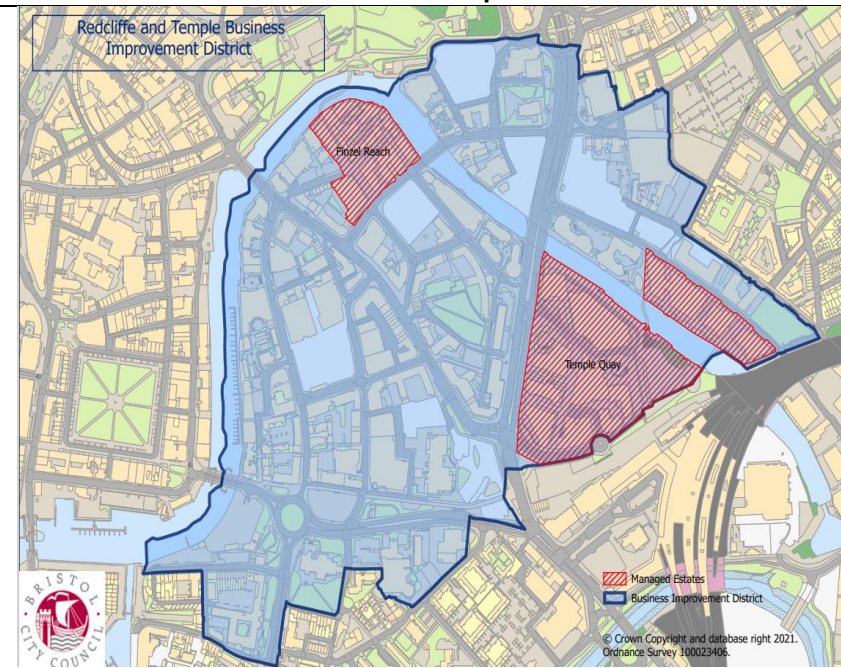 Redcliffe and Temple Business
Improvement District
Finzel Reach
Temple Quay
Managed Estates
Business Improvement District
© Crown Copyright and database right 2021.
Ordnance Survey 100023406.
BRISTOL
CITY COUNCIL